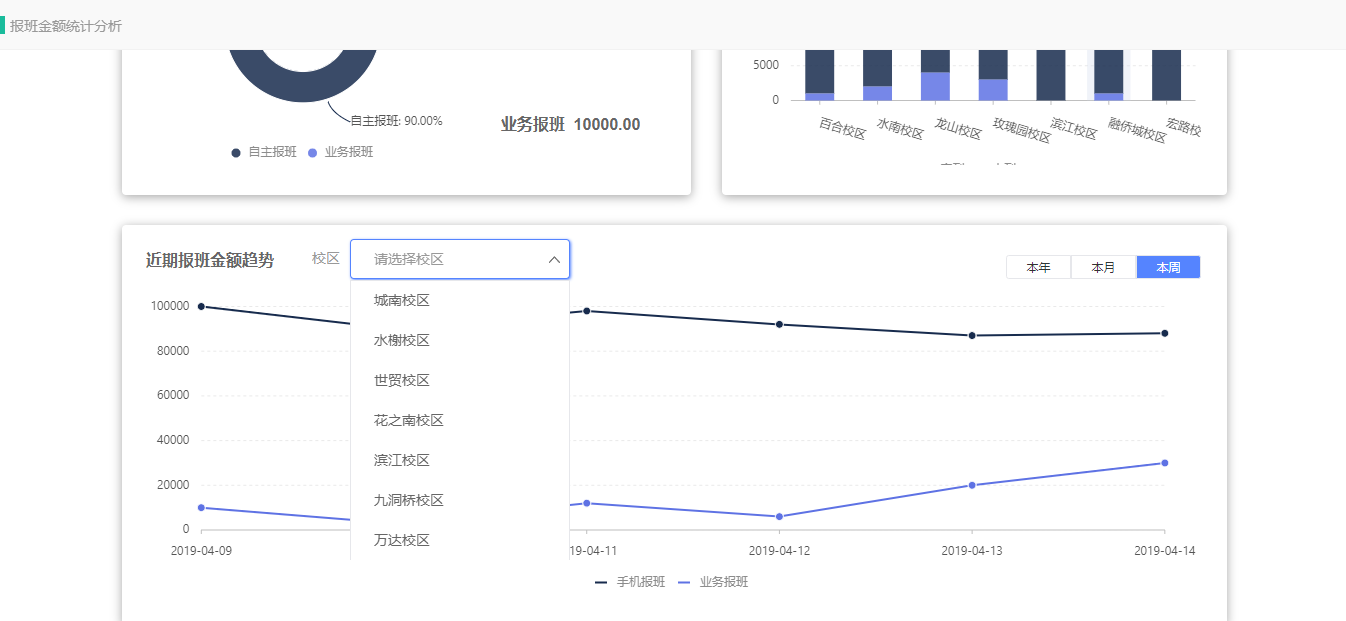 报班金额统计分析
自主报班: 90.00%
业务报班 10000.00
自主报班 业务报班
5000
0
百合校区 水南校区 龙山校区 玫瑰园校区 滨江校区 融侨城校区 宏路校
近期报班金额趋势 校区 请选择校区
本年 本月 本周
城南校区
水榭校区
世贸校区
花之南校区
滨江校区
九洞桥校区
万达校区
100000
80000
60000
40000
20000
0
2019-04-09 19-04-11 2019-04-12 2019-04-13 2019-04-14
手机报班 业务报班